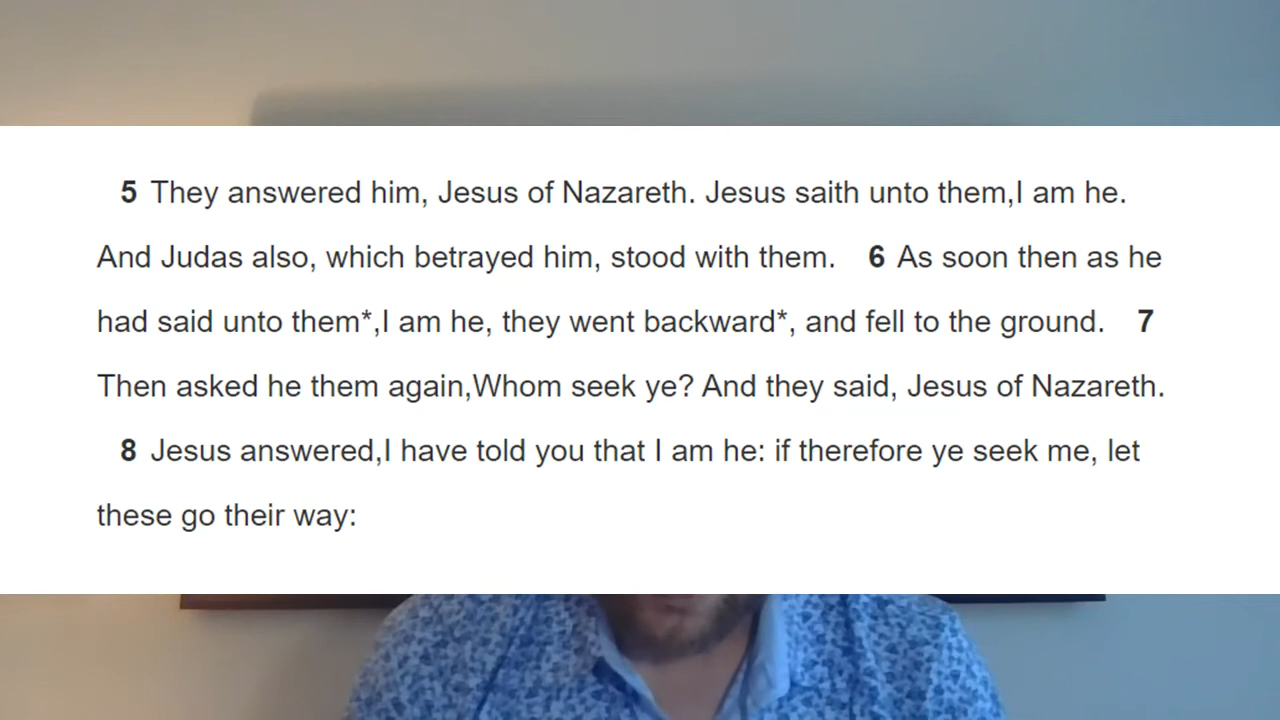 5 They answered him, Jesus of Nazareth. Jesus saith unto them,I am he.
And Judas also, which betrayed him, stood with them. 6 As soon then as he
had said unto them*,I am he, they went backward*, and fell to the ground. 7
Then asked he them again,Whom seek ye? And they said, Jesus of Nazareth.
8 Jesus answered,I have told you that I am he: if therefore ye seek me, let
these go their way: